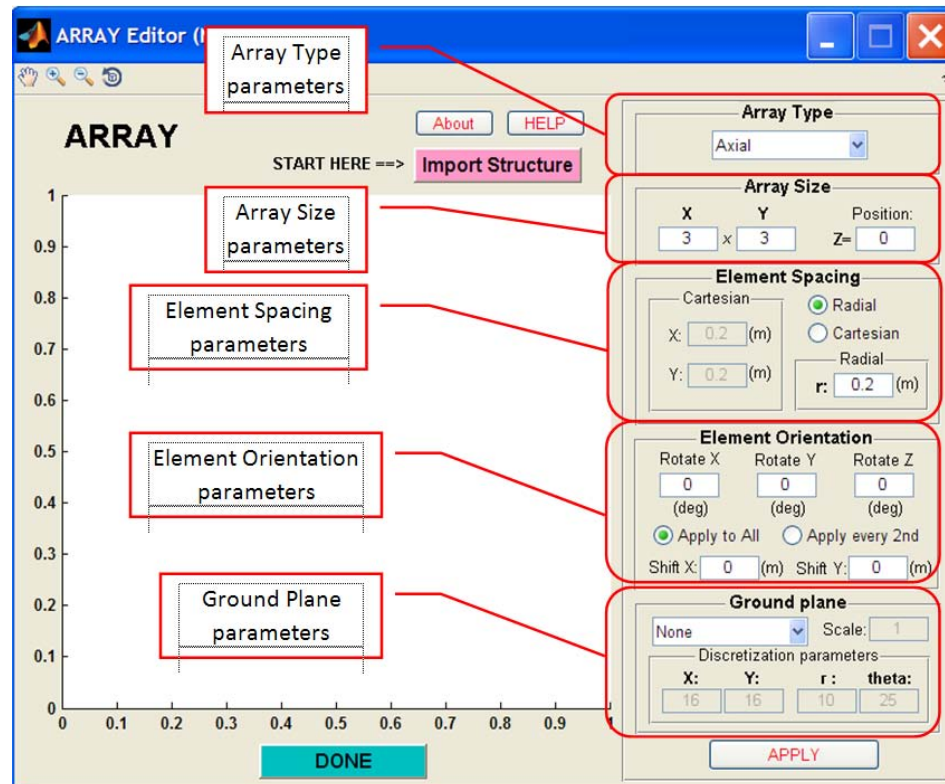 ARRAY Editor (
Array Type
parameters
ARRAY
About
HELP
START HERE ==>
Import Structure
Array Size
parameters
Element Spacing
parameters
Element Orientation
parameters
Ground Plane
parameters
1
0.9
0.8
0.7
0.6
0.5
0.4
0.3
0.2
0.1
0
0 0.1 0.2 0.3 0.4 0.5 0.6 0.7 0.8 0.9 1
DONE
Array Type
Axial
Array Size
X Y Position:
3 x 3 Z= 0
Element Spacing
Cartesian
X: 0.2 (m)
Y: 0.2 (m)
Radial
Cartesian
Radial
r: 0.2 (m)
Element Orientation
Rotate X Rotate Y Rotate Z
0 0 0
(deg) (deg) (deg)
Apply to All Apply every 2nd
Shift X: 0 (m) Shift Y: 0 (m)
Ground plane
None Scale: 1
Discretization parameters
X: Y: r : theta:
16 16 10 25
APPLY